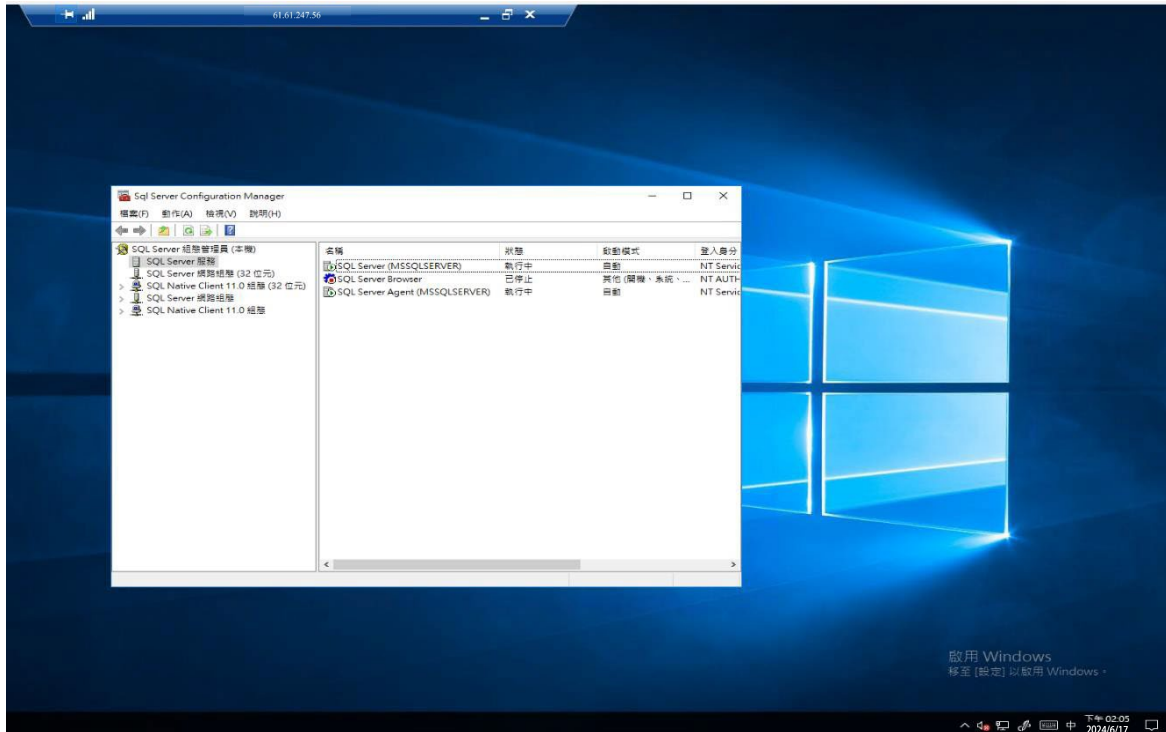 61.61.247.56
Sql Server Configuration Manager
檔案(F) 動作(A) 檢視(V) 說明(H)
SQL Server 組態管理員 (本機)
SQL Server 服務
SQL Server 網路組態 (32 位元)
SQL Native Client 11.0 組態 (32 位元)
SQL Server 網路組態
SQL Native Client 11.0 組態
名稱 狀態 啟動模式 登入身分
SQL Server (MSSQLSERVER) 執行中 自動 NT Servic
SQL Server Browser 已停止 其他 (開機、系統、... NT AUTH
SQL Server Agent (MSSQLSERVER) 執行中 自動 NT Servic
啟用 Windows
移至 [設定] 以啟用 Windows。
中 下午 02:05
2024/6/17